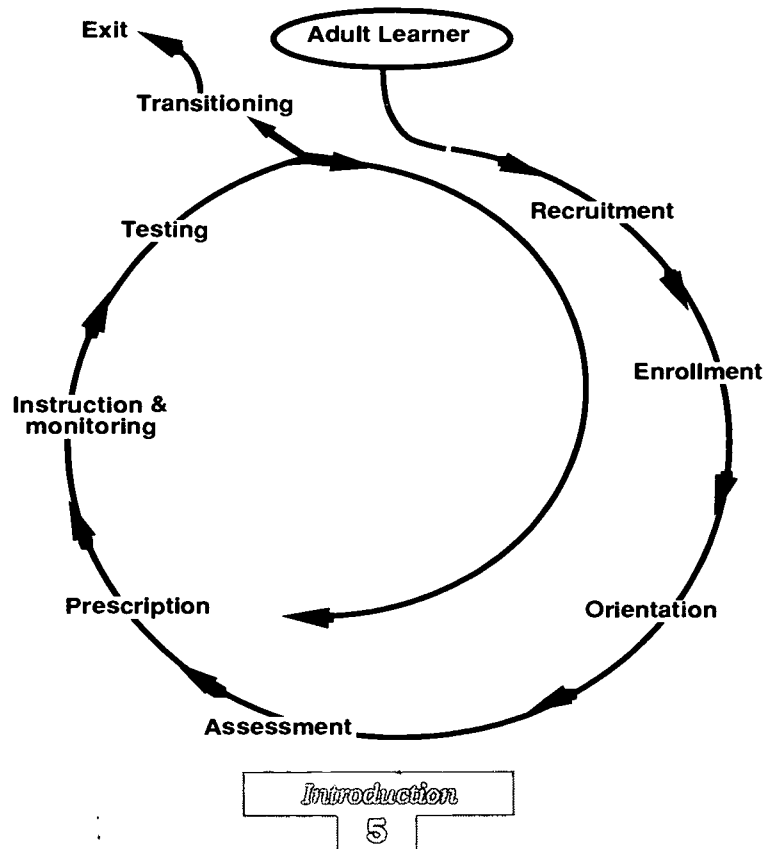 Exit
Adult Learner
Transitioning
Recruitment
Testing
Enrollment
Instruction &
monitoring
Prescription
Orientation
Assessment
Introduction
5